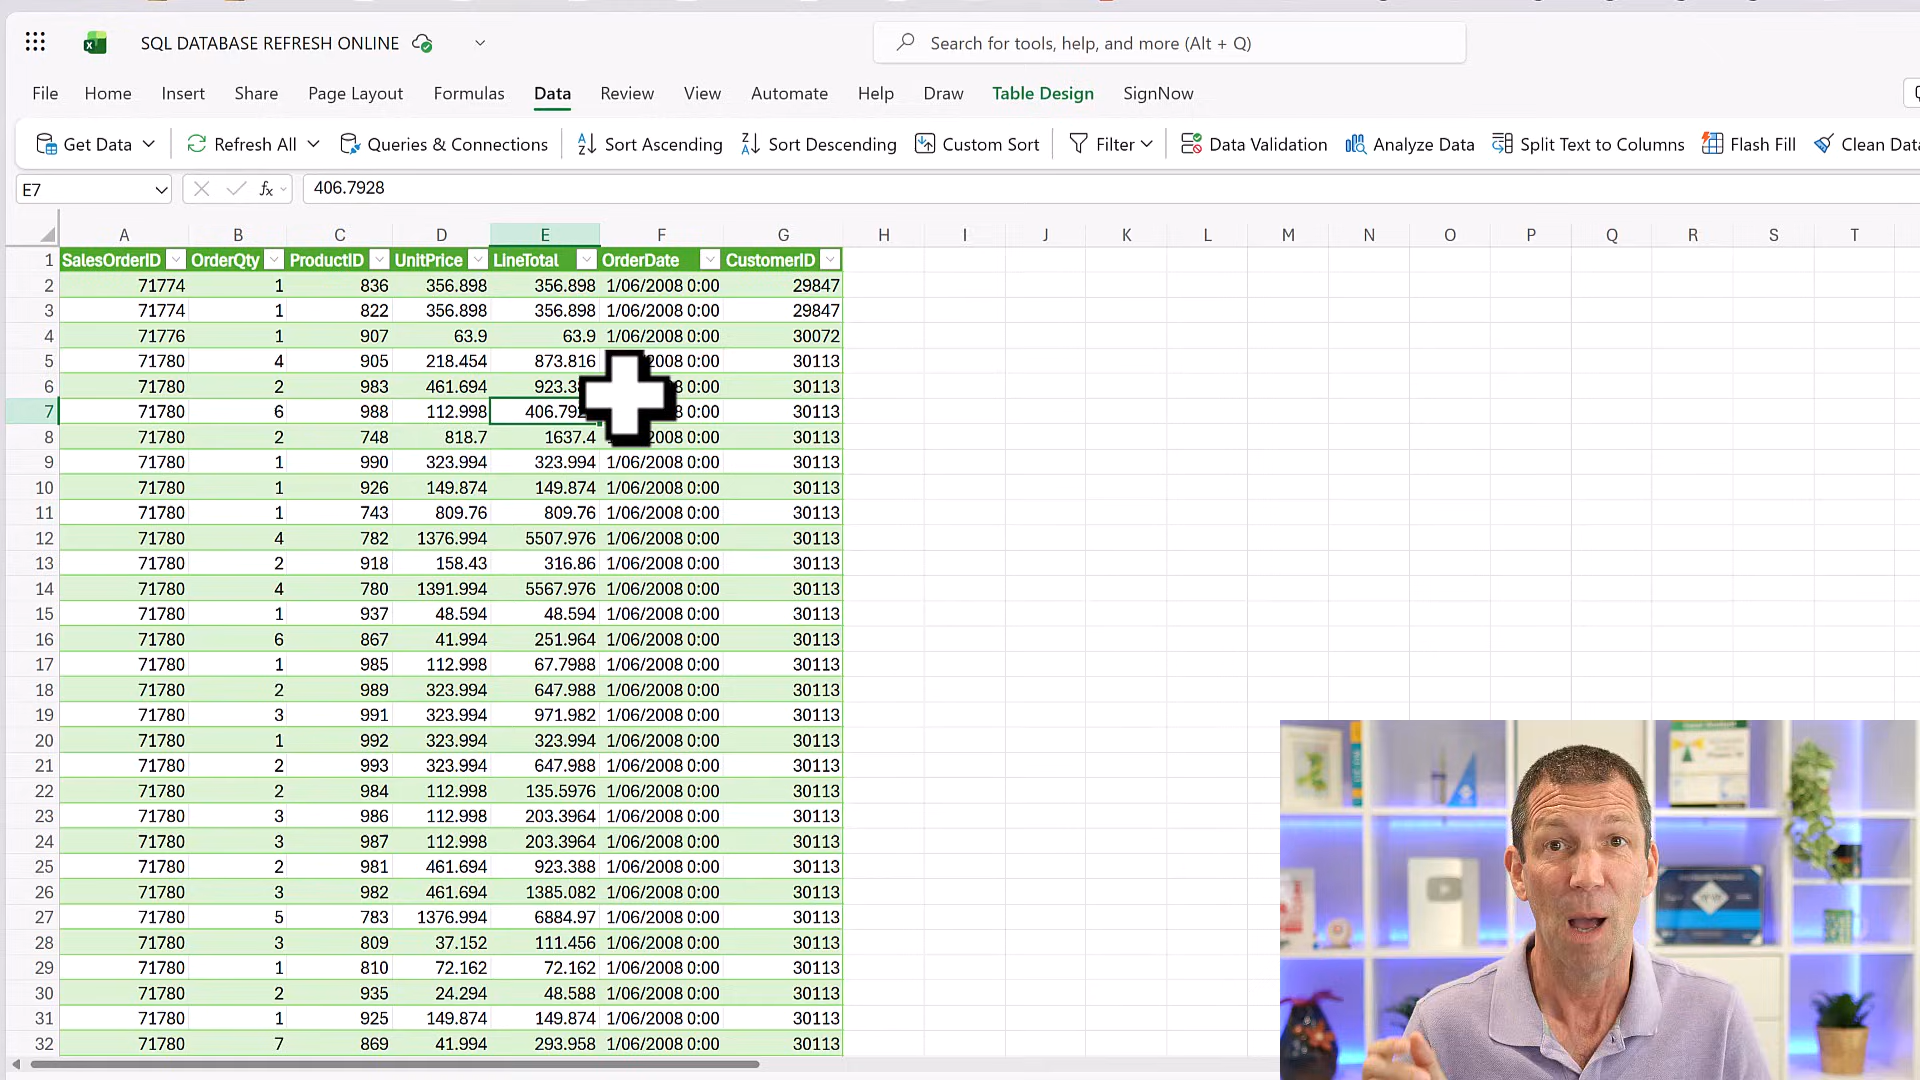 SQL DATABASE REFRESH ONLINE
Search for tools, help, and more (Alt + Q)
File Home Insert Share Page Layout Formulas Data Review View Automate Help Draw Table Design SignNow
Get Data Refresh All Queries & Connections Sort Ascending Sort Descending Custom Sort Filter Data Validation Analyze Data Split Text to Columns Flash Fill Clean Data
E7 fx 406.7928
A B C D E F G H I J K L M N O P Q R S T
1 SalesOrderID OrderQty ProductID UnitPrice LineTotal OrderDate CustomerID
2 71774 1 836 356.898 356.898 1/06/2008 0:00 29847
3 71774 1 822 356.898 356.898 1/06/2008 0:00 29847
4 71776 1 907 63.9 63.9 1/06/2008 0:00 30072
5 71780 4 905 218.454 873.816 2008 0:00 30113
6 71780 2 983 461.694 923.3 8 0:00 30113
7 71780 6 988 112.998 406.79 8 0:00 30113
8 71780 2 748 818.7 1637.4 2008 0:00 30113
9 71780 1 990 323.994 323.994 1/06/2008 0:00 30113
10 71780 1 926 149.874 149.874 1/06/2008 0:00 30113
11 71780 1 743 809.76 809.76 1/06/2008 0:00 30113
12 71780 4 782 1376.994 5507.976 1/06/2008 0:00 30113
13 71780 2 918 158.43 316.86 1/06/2008 0:00 30113
14 71780 4 780 1391.994 5567.976 1/06/2008 0:00 30113
15 71780 1 937 48.594 48.594 1/06/2008 0:00 30113
16 71780 6 867 41.994 251.964 1/06/2008 0:00 30113
17 71780 1 985 112.998 67.7988 1/06/2008 0:00 30113
18 71780 2 989 323.994 647.988 1/06/2008 0:00 30113
19 71780 3 991 323.994 971.982 1/06/2008 0:00 30113
20 71780 1 992 323.994 323.994 1/06/2008 0:00 30113
21 71780 2 993 323.994 647.988 1/06/2008 0:00 30113
22 71780 2 984 112.998 135.5976 1/06/2008 0:00 30113
23 71780 3 986 112.998 203.3964 1/06/2008 0:00 30113
24 71780 3 987 112.998 203.3964 1/06/2008 0:00 30113
25 71780 2 981 461.694 923.388 1/06/2008 0:00 30113
26 71780 3 982 461.694 1385.082 1/06/2008 0:00 30113
27 71780 5 783 1376.994 6884.97 1/06/2008 0:00 30113
28 71780 3 809 37.152 111.456 1/06/2008 0:00 30113
29 71780 1 810 72.162 72.162 1/06/2008 0:00 30113
30 71780 2 935 24.294 48.588 1/06/2008 0:00 30113
31 71780 1 925 149.874 149.874 1/06/2008 0:00 30113
32 71780 7 869 41.994 293.958 1/06/2008 0:00 30113